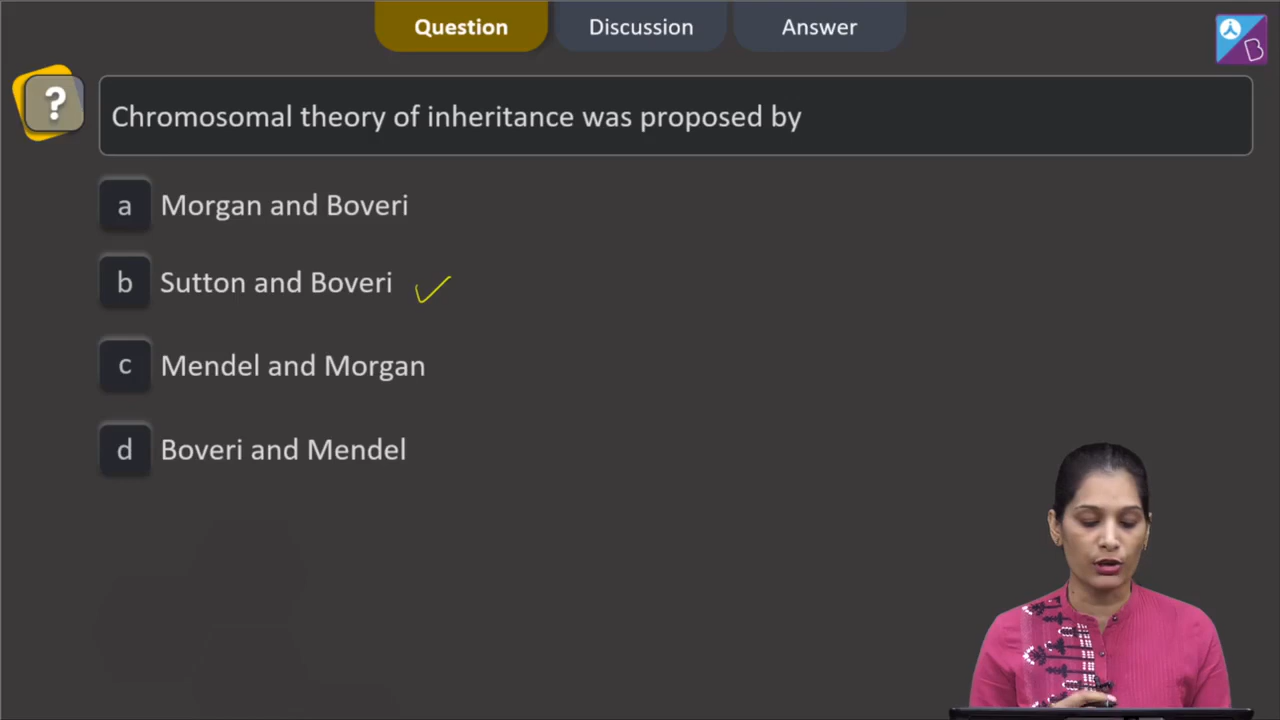 Question
Discussion
Answer
?
Chromosomal theory of inheritance was proposed by
a Morgan and Boveri
b Sutton and Boveri
c Mendel and Morgan
d Boveri and Mendel
B